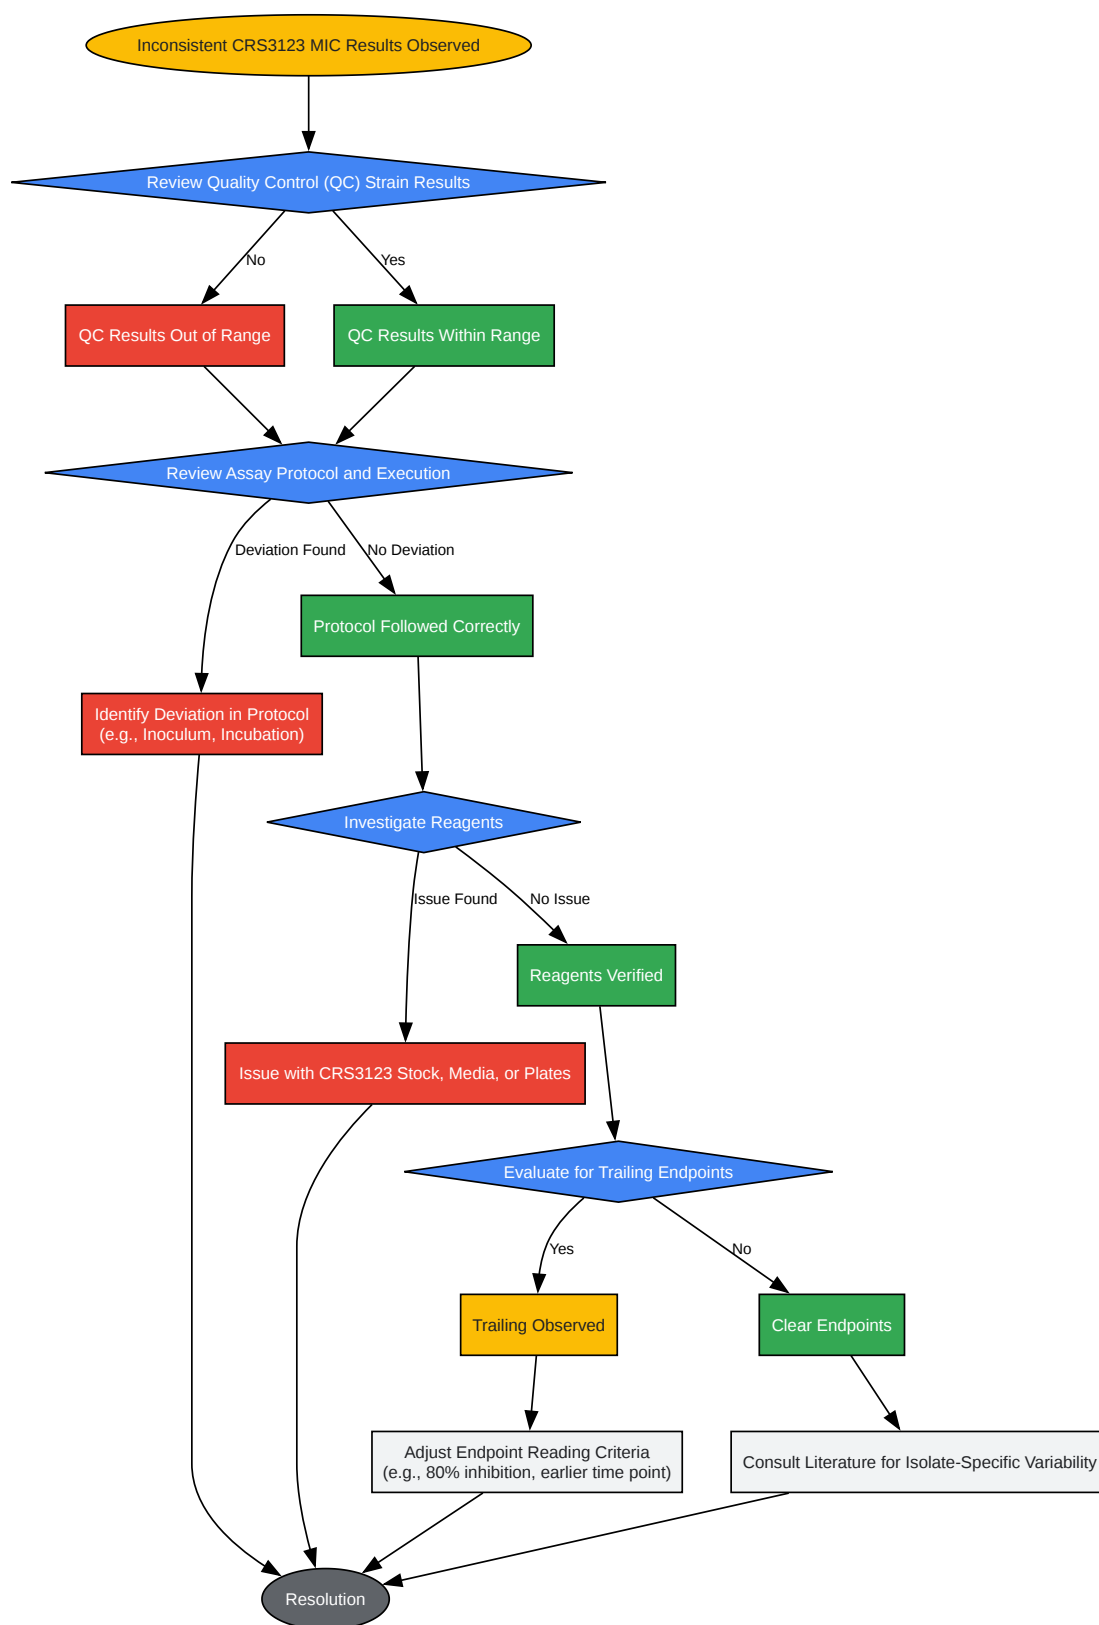 Inconsistent CRS3123 MIC Results Observed
Review Quality Control (QC) Strain Results
No
Yes
QC Results Out of Range
QC Results Within Range
Review Assay Protocol and Execution
Deviation Found
No Deviation
Protocol Followed Correctly
Identify Deviation in Protocol
(e.g., Inoculum, Incubation)
Investigate Reagents
Issue Found
No Issue
Reagents Verified
Issue with CRS3123 Stock, Media, or Plates
Evaluate for Trailing Endpoints
Yes
No
Trailing Observed
Clear Endpoints
Adjust Endpoint Reading Criteria
(e.g., 80% inhibition, earlier time point)
Consult Literature for Isolate-Specific Variability
Resolution